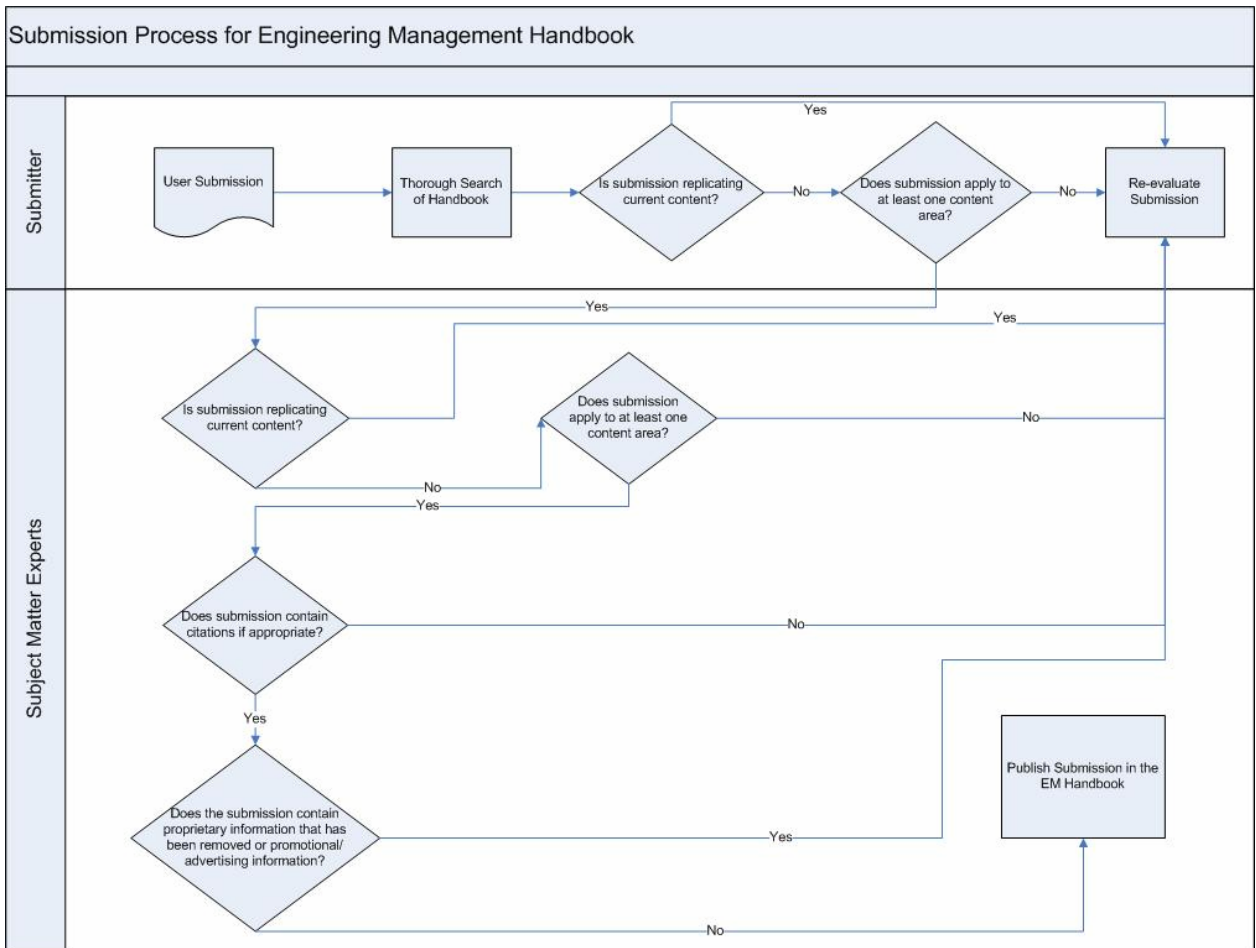 Submission Process for Engineering Management Handbook
Submitter
User Submission
Thorough Search
of Handbook
Is submission replicating
current content?
Yes
No
Does submission apply to
at least one content
area?
No
Re-evaluate
Submission
Subject Matter Experts
Yes
Yes
Is submission replicating
current content?
No
Does submission
apply to at least one
content area?
No
Yes
Does submission contain
citations if appropriate?
No
Yes
Does the submission contain
proprietary information that has
been removed or promotional/
advertising information?
Yes
No
Publish Submission in the
EM Handbook